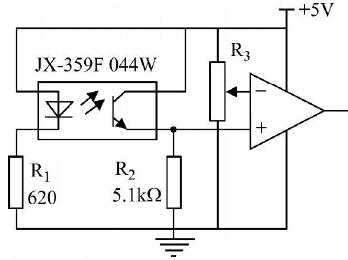 +5V
R3
JX-359F 044W
−
+
R1
620
R2
5.1kΩ